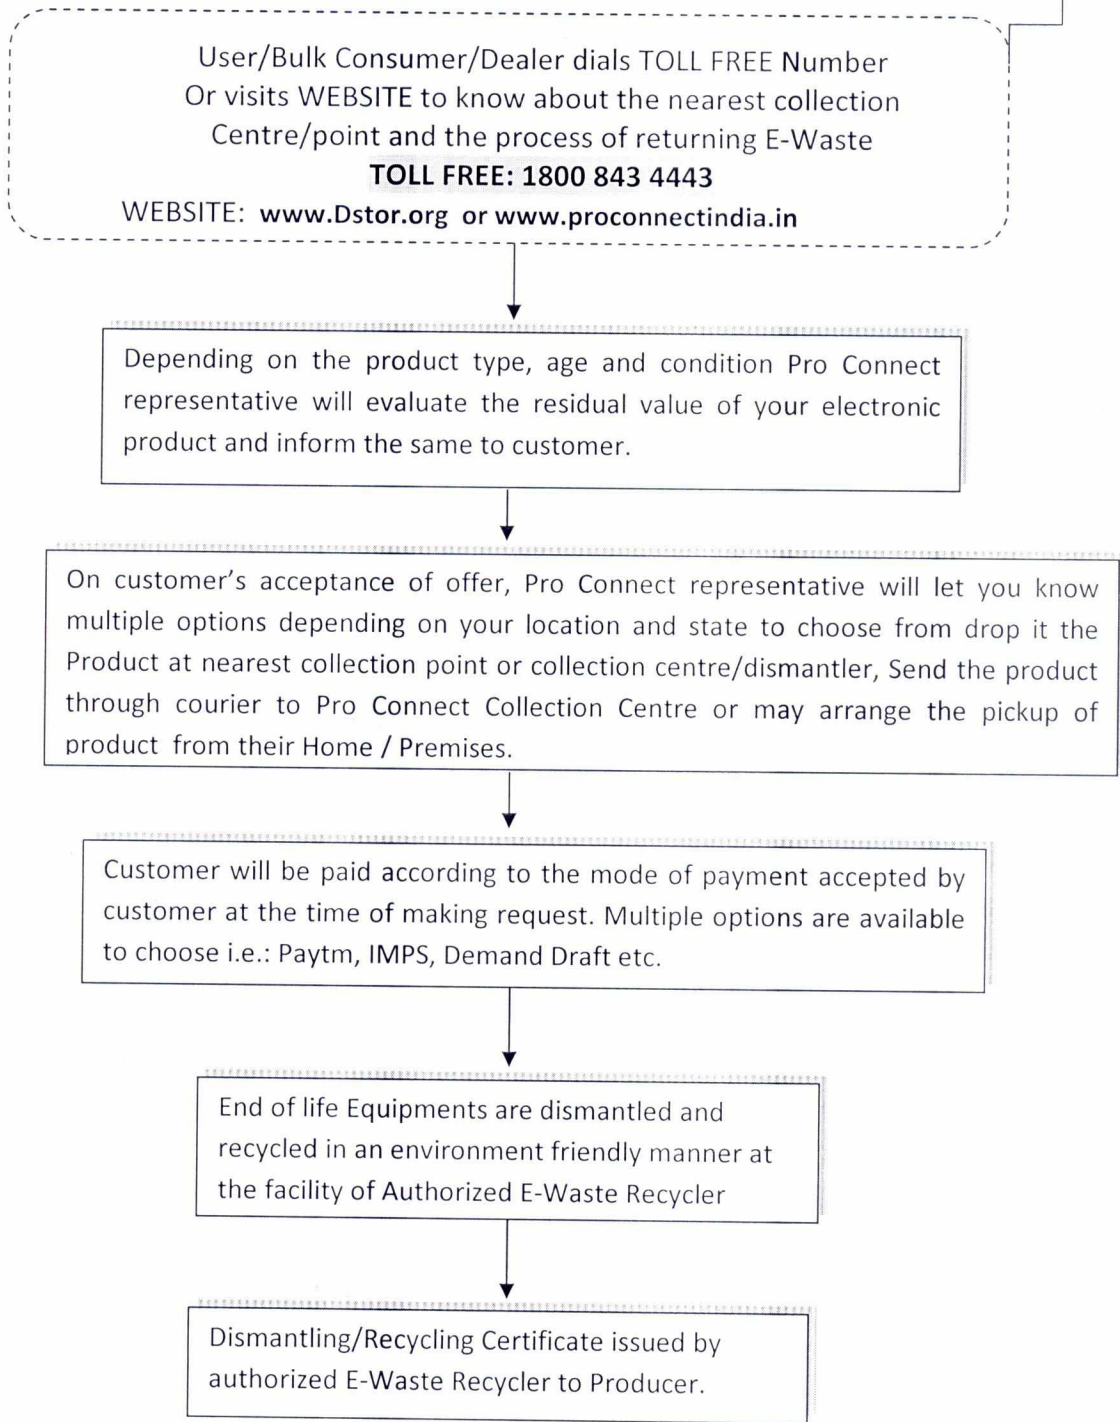 User/Bulk Consumer/Dealer dials TOLL FREE Number
Or visits WEBSITE to know about the nearest collection
Centre/point and the process of returning E-Waste
TOLL FREE: 1800 843 4443
WEBSITE: www.Dstor.org or www.proconnectindia.in
Depending on the product type, age and condition Pro Connect
representative will evaluate the residual value of your electronic
product and inform the same to customer.
On customer's acceptance of offer, Pro Connect representative will let you know
multiple options depending on your location and state to choose from drop it the
Product at nearest collection point or collection centre/dismantler, Send the product
through courier to Pro Connect Collection Centre or may arrange the pickup of
product from their Home / Premises.
Customer will be paid according to the mode of payment accepted by
customer at the time of making request. Multiple options are available
to choose i.e.: Paytm, IMPS, Demand Draft etc.
End of life Equipments are dismantled and
recycled in an environment friendly manner at
the facility of Authorized E-Waste Recycler
Dismantling/Recycling Certificate issued by
authorized E-Waste Recycler to Producer.